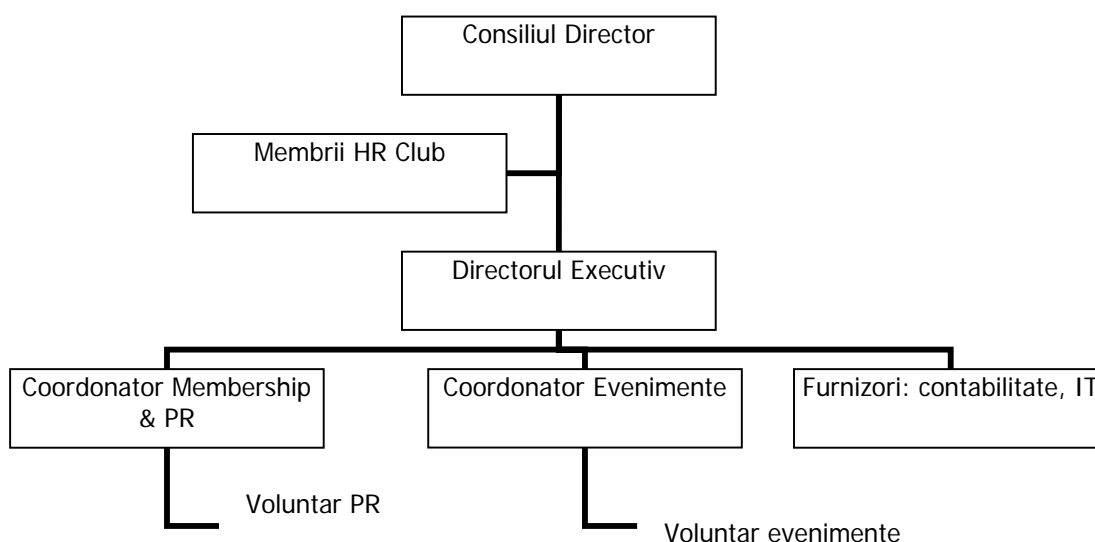 Consiliul Director
Membrii HR Club
Directorul Executiv
Coordonator Membership
& PR
Coordonator Evenimente
Furnizori: contabilitate, IT
Voluntar PR
Voluntar evenimente